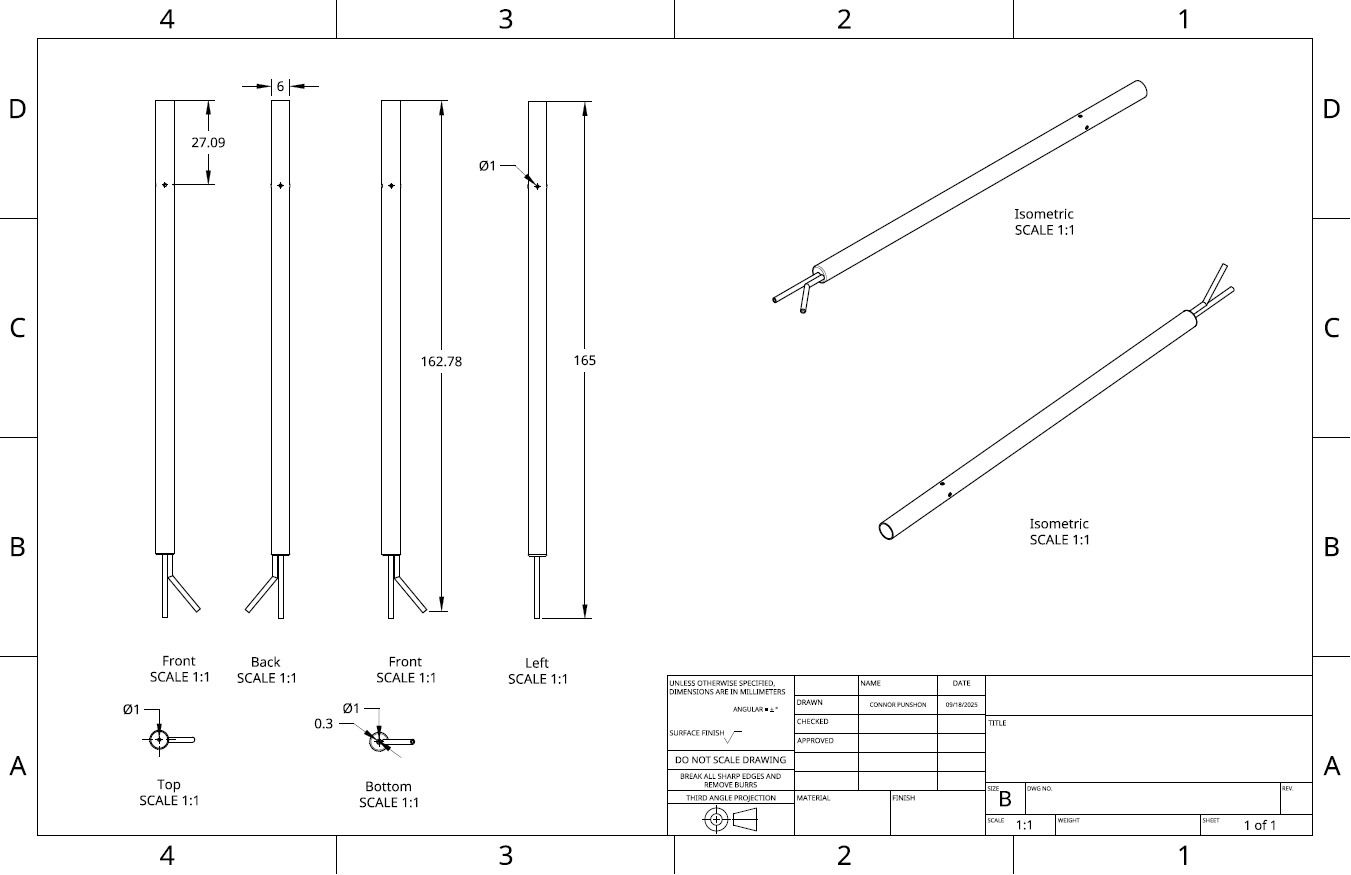 4 3 2 1
D D
6
27.09
Ø1
Isometric
SCALE 1:1
C C
162.78
165
Isometric
SCALE 1:1
B B
Front
SCALE 1:1
Back
SCALE 1:1
Front
SCALE 1:1
Left
SCALE 1:1
Ø1
Ø1
0.3
A A
Top
SCALE 1:1
Bottom
SCALE 1:1
UNLESS OTHERWISE SPECIFIED,
DIMENSIONS ARE IN MILLIMETERS
ANGULAR = ± °
SURFACE FINISH
DO NOT SCALE DRAWING
BREAK ALL SHARP EDGES AND
REMOVE BURRS
THIRD ANGLE PROJECTION
NAME DATE
DRAWN CONNOR PUNSHON 09/18/2025
CHECKED
APPROVED
MATERIAL FINISH
TITLE
SIZE B DWG NO. REV.
SCALE 1:1 WEIGHT SHEET 1 of 1
4 3 2 1